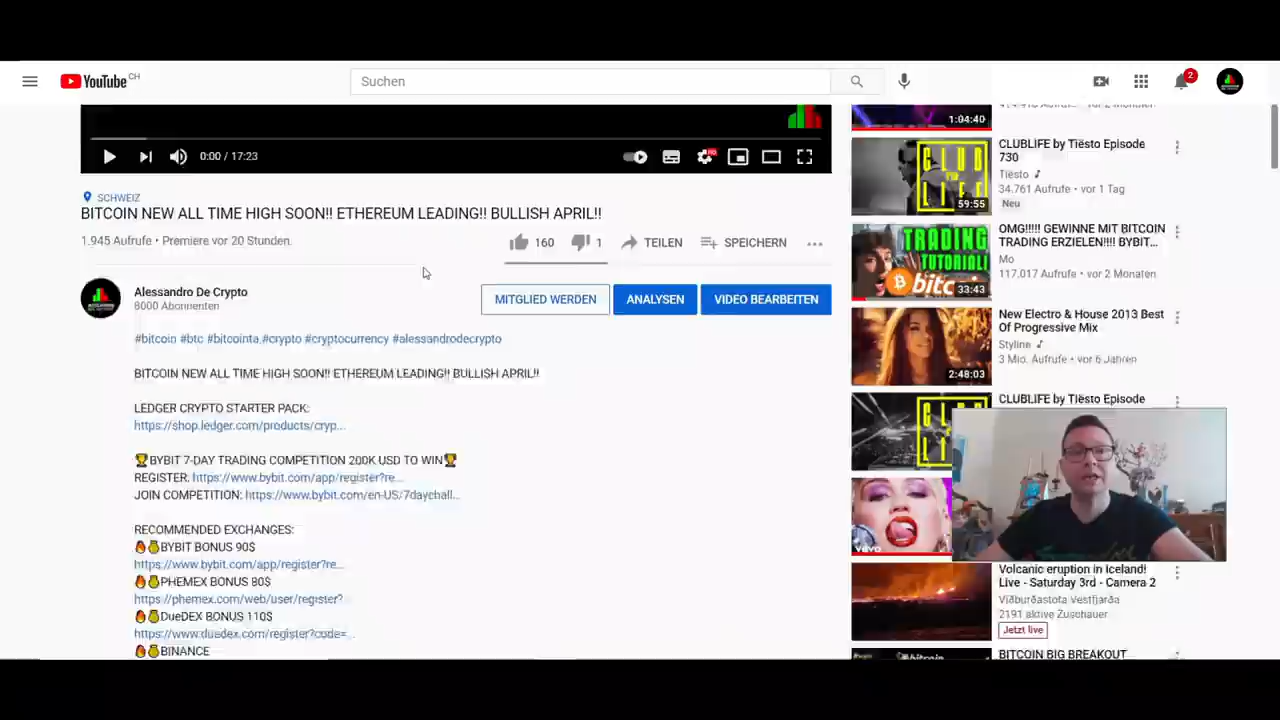 YouTube CH
Suchen
2
0:00 / 17:23
HD
SCHWEIZ
BITCOIN NEW ALL TIME HIGH SOON!! ETHEREUM LEADING!! BULLISH APRIL!!
1.945 Aufrufe • Premiere vor 20 Stunden.
160
1
TEILEN
SPEICHERN
Alessandro De Crypto
8000 Abonnenten
MITGLIED WERDEN
ANALYSEN
VIDEO BEARBEITEN
#bitcoin #btc #bitcointa #crypto #cryptocurrency #alessandrodecrypto
BITCOIN NEW ALL TIME HIGH SOON!! ETHEREUM LEADING!! BULLISH APRIL!!
LEDGER CRYPTO STARTER PACK:
https://shop.ledger.com/products/cryp...
🏆BYBIT 7-DAY TRADING COMPETITION 200K USD TO WIN🏆
REGISTER: https://www.bybit.com/app/register?re...
JOIN COMPETITION: https://www.bybit.com/en-US/7daychall...
RECOMMENDED EXCHANGES:
🔥💰BYBIT BONUS 90$
https://www.bybit.com/app/register?re...
🔥💰PHEMEX BONUS 80$
https://phemex.com/web/user/register?
🔥💰DueDEX BONUS 110$
https://www.duedex.com/register?code=...
🔥💰BINANCE
1:04:40
CLUBLIFE
59:55
CLUBLIFE by Tiësto Episode
730
Tiësto
34.761 Aufrufe • vor 1 Tag
Neu
TRADING
TUTORIAL!
bitc
33:43
OMG!!!!! GEWINNE MIT BITCOIN
TRADING ERZIELEN!!!! BYBIT...
Mo
117.017 Aufrufe • vor 2 Monaten
2:48:03
New Electro & House 2013 Best
Of Progressive Mix
Styline
3 Mio. Aufrufe • vor 6 Jahren
CLUBLIFE by Tiësto Episode
vevo
Volcanic eruption in Iceland!
Live - Saturday 3rd - Camera 2
Víðburðastofa Vestfjarða
2191 aktive Zuschauer
Jetzt live
#bitcoin
BITCOIN BIG BREAKOUT